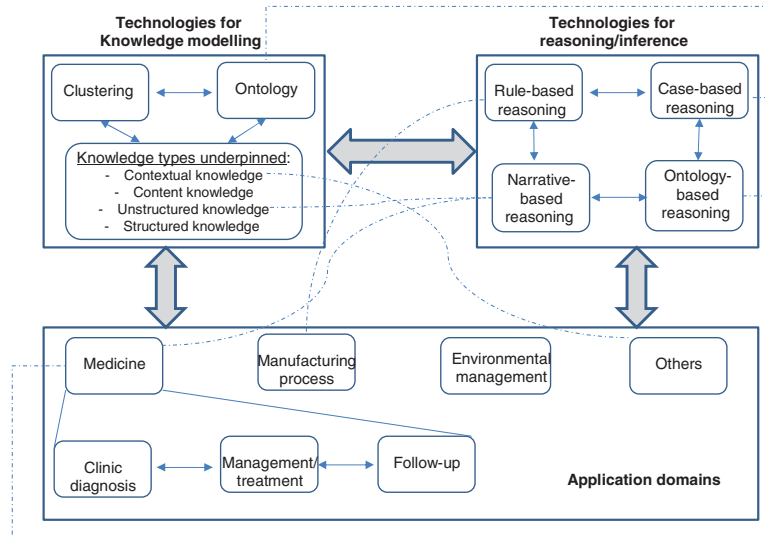 Technologies for
Knowledge modelling
Technologies for
reasoning/inference
Clustering
Ontology
Knowledge types underpinned:
- Contextual knowledge
- Content knowledge
- Unstructured knowledge
- Structured knowledge
Rule-based
reasoning
Case-based
reasoning
Narrative-
based
reasoning
Ontology-
based
reasoning
Medicine
Manufacturing
process
Environmental
management
Others
Clinic
diagnosis
Management/
treatment
Follow-up
Application domains